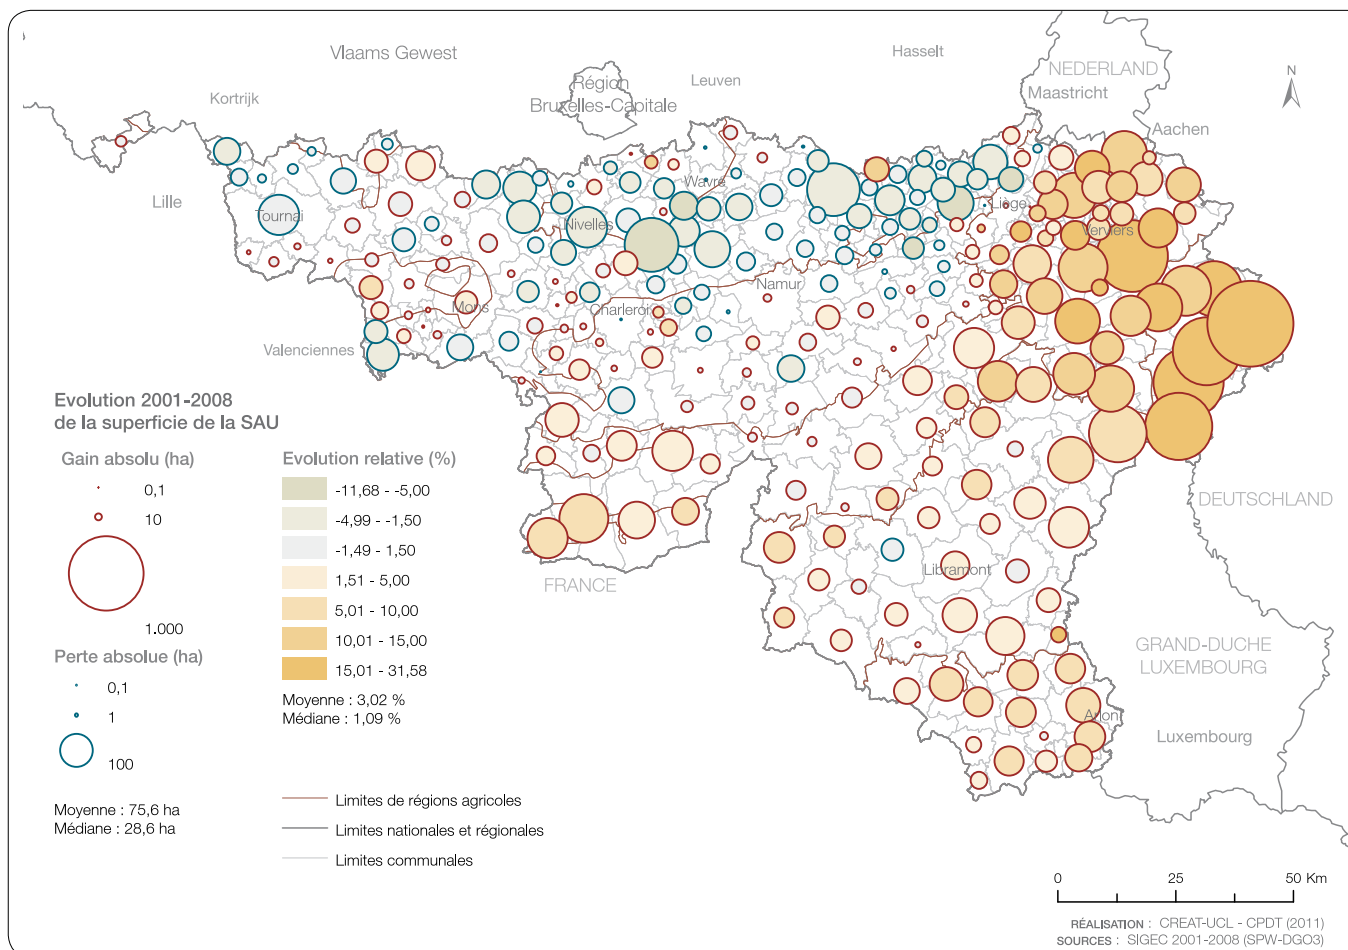 Vlaams Gewest
Hasselt
NEDERLAND
Maastricht
Leuven
Région
Bruxelles-Capitale
Kortrijk
Aachen
N
Lille
Tournai
Wavre
Liège
Nivelles
Verviers
Namur
Mons
Charleroi
Valenciennes
DEUTSCHLAND
FRANCE
Libramont
GRAND-DUCHE
LUXEMBOURG
Arlon
Luxembourg
Evolution 2001-2008
de la superficie de la SAU
Gain absolu (ha)
0,1
10
1.000
Perte absolue (ha)
0,1
1
100
Moyenne : 75,6 ha
Médiane : 28,6 ha
Evolution relative (%)
-11,68 - -5,00
-4,99 - -1,50
-1,49 - 1,50
1,51 - 5,00
5,01 - 10,00
10,01 - 15,00
15,01 - 31,58
Moyenne : 3,02 %
Médiane : 1,09 %
Limites de régions agricoles
Limites nationales et régionales
Limites communales
0 25 50 Km
RÉALISATION : CREAT-UCL - CPDT (2011)
SOURCES : SIGEC 2001-2008 (SPW-DGO3)